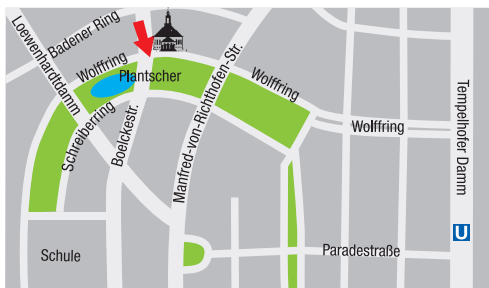 Loewenhardtdamm
Badener Ring
Wolffring
Plantscher
Schreiberring
Boelckestr.
Manfred-von-Richthofen-Str.
Wolffring
Wolffring
Tempelhofer Damm
U
Schule
Paradestraße